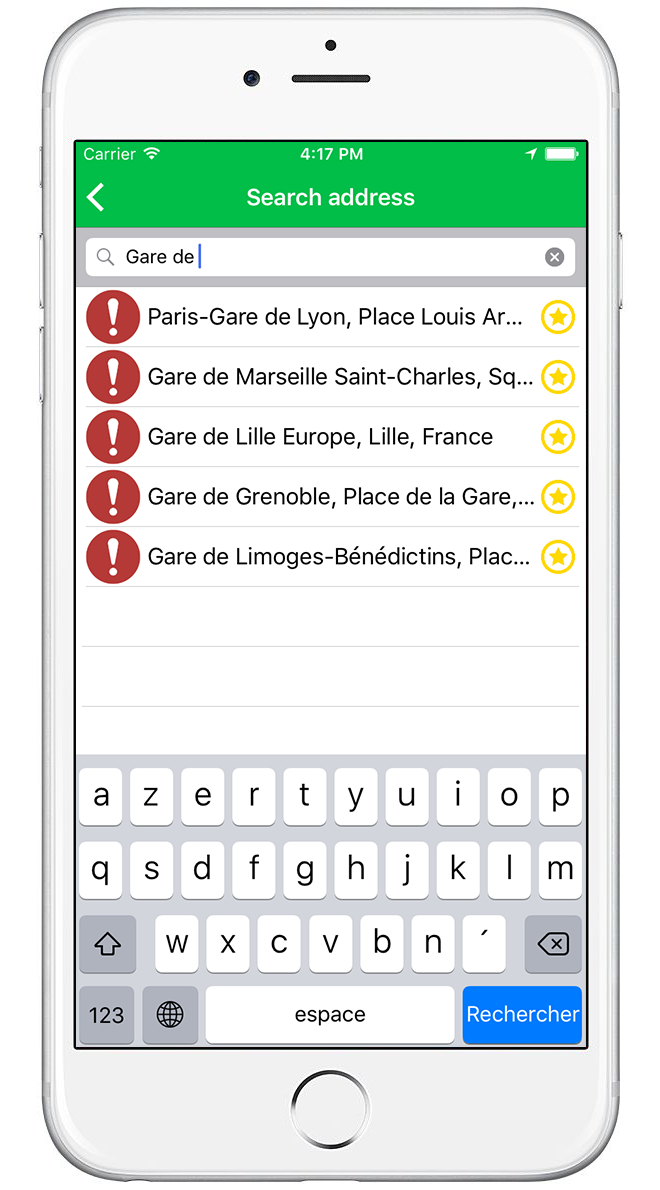 Carrier 4:17 PM
Search address
Gare de
Paris-Gare de Lyon, Place Louis Ar...
Gare de Marseille Saint-Charles, Sq...
Gare de Lille Europe, Lille, France
Gare de Grenoble, Place de la Gare,...
Gare de Limoges-Bénédictins, Plac...
a z e r t y u i o p
q s d f g h j k l m
w x c v b n ´
123 espace Rechercher